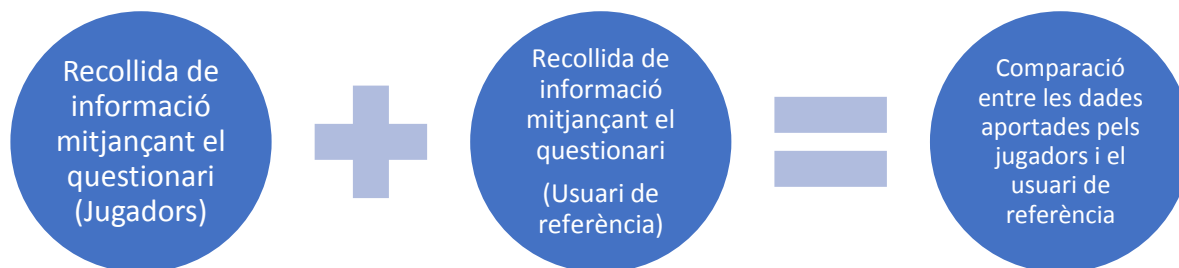 Recollida de
informació
mitjançant el
questionari
(Jugadors)
Recollida de
informació
mitjançant el
questionari
(Usuari de
referència)
Comparació
entre les dades
aportades pels
jugadors i el
usuari de
referència